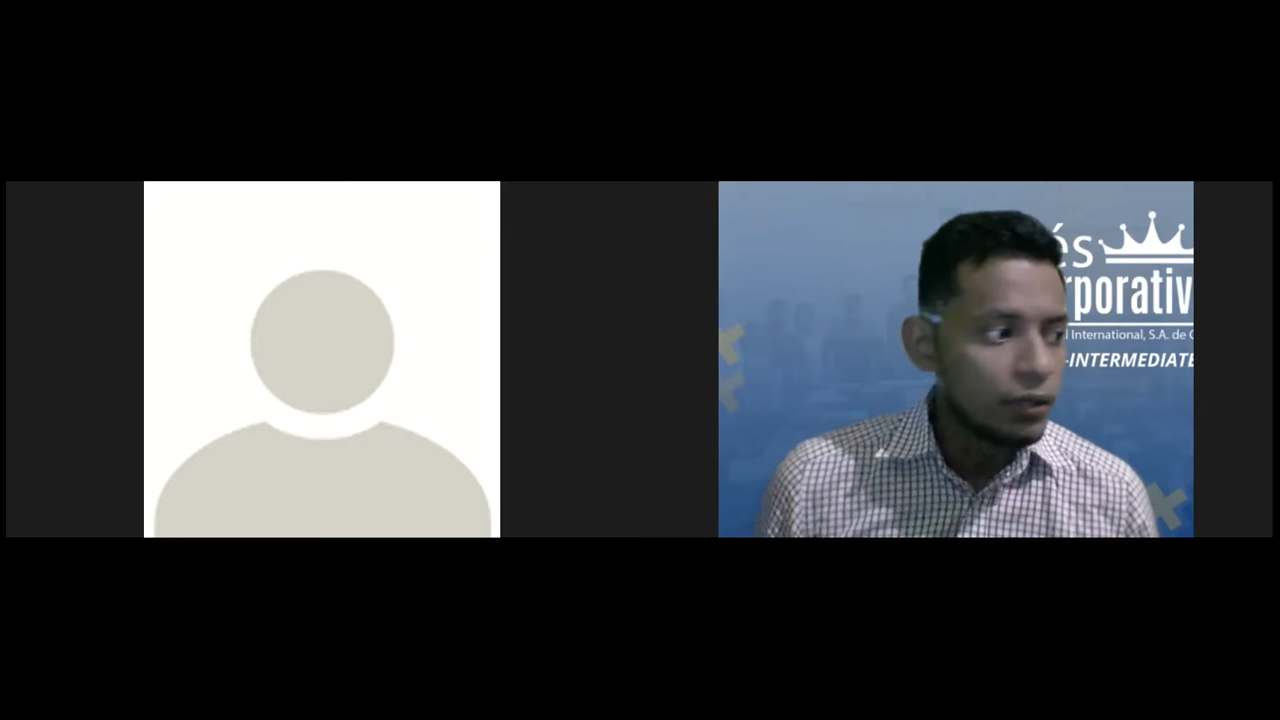 és
rporativ
l International, S.A. de C
-INTERMEDIATE